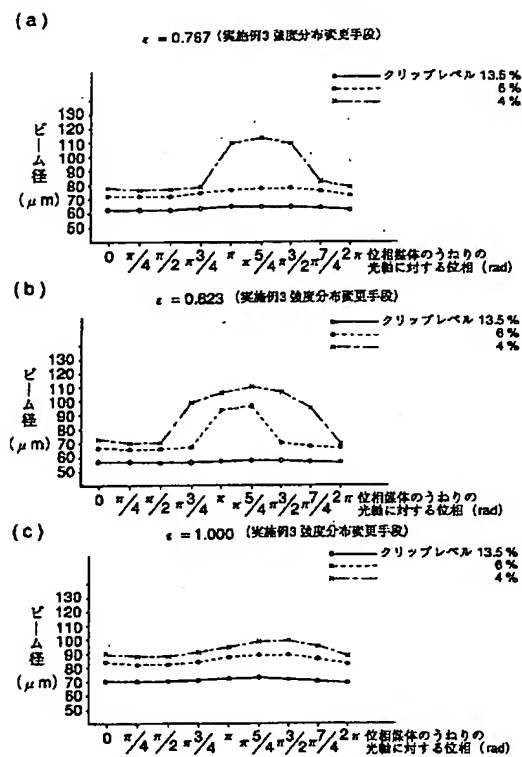 (a)
ε = 0.767 (実施例3 強度分布変更手段)
クリップレベル 13.5 %
6 %
4 %
ビーム径
(μm)
130
120
110
100
90
80
70
60
50
0 π/4 π/2 π3/4 π π5/4 π3/2 π7/4 2π
位相媒体のうねりの
光軸に対する位相 (rad)
(b)
ε = 0.823 (実施例3 強度分布変更手段)
クリップレベル 13.5 %
6 %
4 %
ビーム径
(μm)
130
120
110
100
90
80
70
60
50
0 π/4 π/2 π3/4 π π5/4 π3/2 π7/4 2π
位相媒体のうねりの
光軸に対する位相 (rad)
(c)
ε = 1.000 (実施例3 強度分布変更手段)
クリップレベル 13.5 %
6 %
4 %
ビーム径
(μm)
130
120
110
100
90
80
70
60
50
0 π/4 π/2 π3/4 π π5/4 π3/2 π7/4 2π
位相媒体のうねりの
光軸に対する位相 (rad)